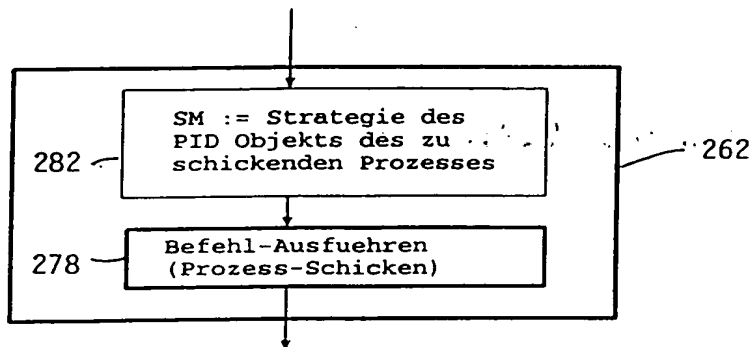 SM := Strategie des
PID Objekts des zu
schickenden Prozesses
282
262
Befehl-Ausfuehren
(Prozess-Schicken)
278